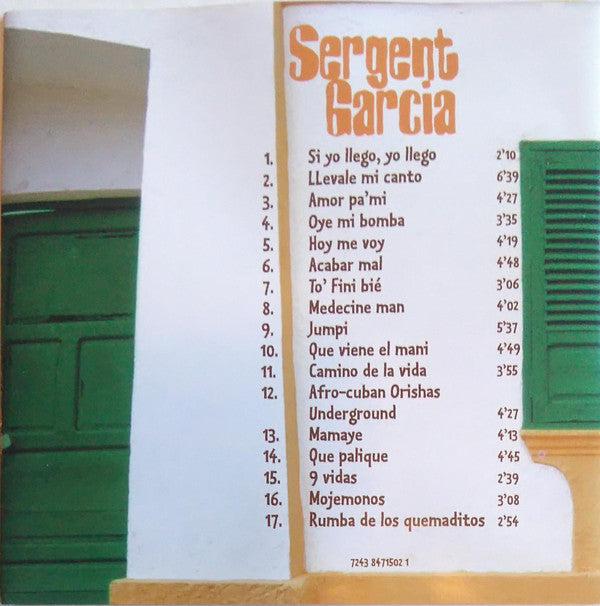 Sergent
Garcia
1. Si yo llego, yo llego 2'10
2. LLevale mi canto 6'39
3. Amor pa'mi 4'27
4. Oye mi bomba 3'35
5. Hoy me voy 4'19
6. Acabar mal 4'48
7. To' Fini bié 3'06
8. Medecine man 4'02
9. Jumpi 5'37
10. Que viene el mani 4'49
11. Camino de la vida 3'55
12. Afro-cuban Orishas
Underground 4'27
13. Mamaye 4'13
14. Que palique 4'45
15. 9 vidas 2'39
16. Mojemonos 3'08
17. Rumba de los quemaditos 2'54
7243 8471502 1